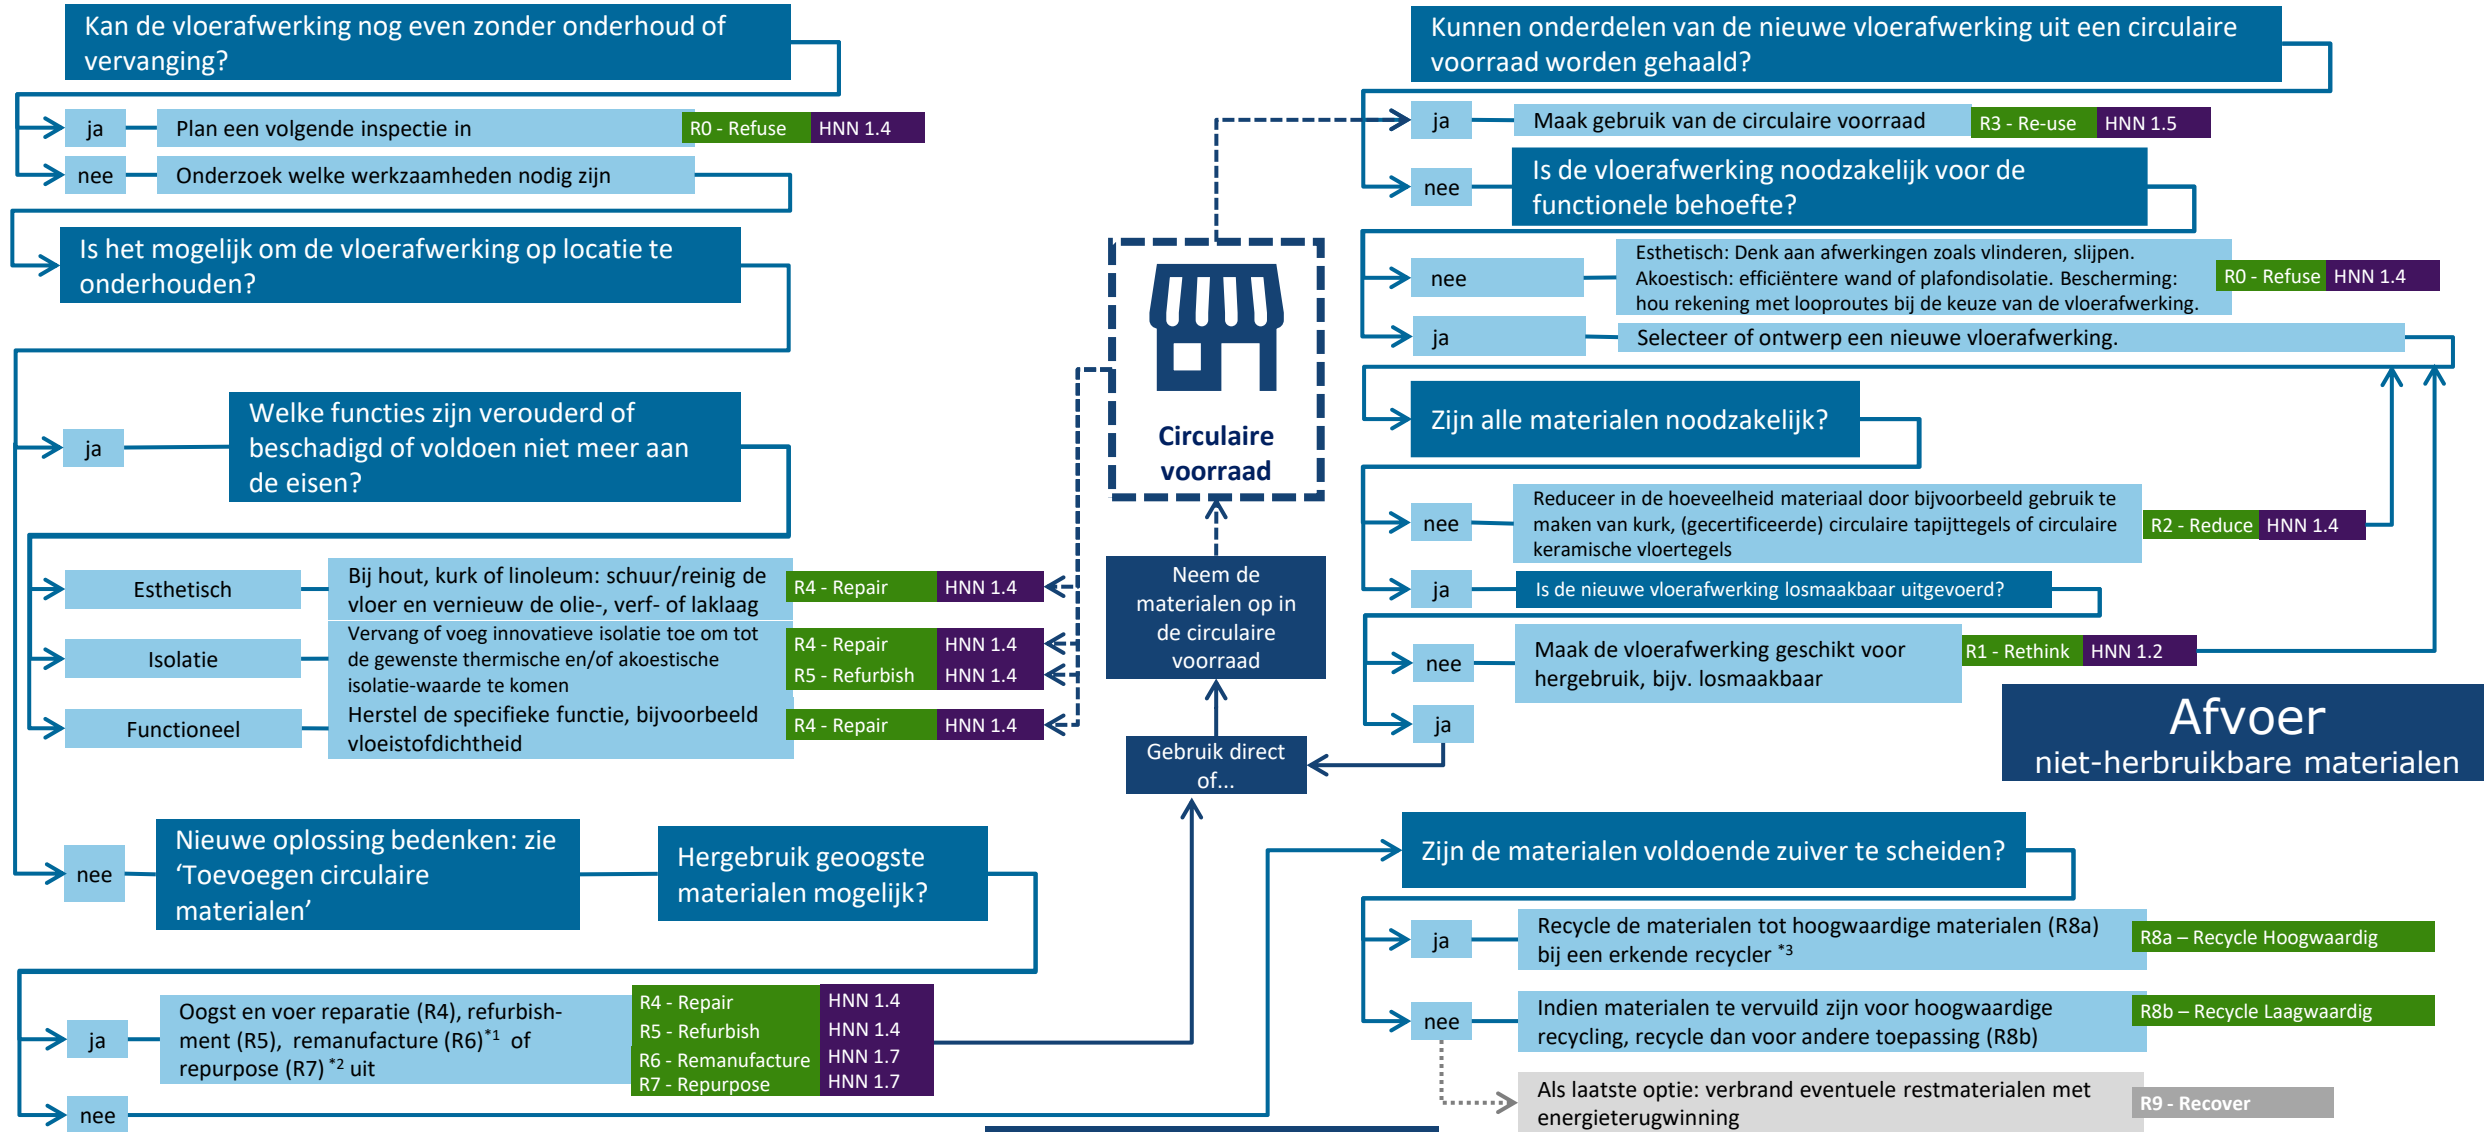 Kan de vloerafwerking nog even zonder onderhoud of
vervanging?
ja
Plan een volgende inspectie in
R0 - Refuse
HNN 1.4
nee
Onderzoek welke werkzaamheden nodig zijn
Is het mogelijk om de vloerafwerking op locatie te
onderhouden?
ja
Welke functies zijn verouderd of
beschadigd of voldoen niet meer aan
de eisen?
Esthetisch
Bij hout, kurk of linoleum: schuur/reinig de
vloer en vernieuw de olie-, verf- of laklaag
R4 - Repair
HNN 1.4
Isolatie
Vervang of voeg innovatieve isolatie toe om tot
de gewenste thermische en/of akoestische
isolatie-waarde te komen
R4 - Repair
HNN 1.4
R5 - Refurbish
HNN 1.4
Functioneel
Herstel de specifieke functie, bijvoorbeeld
vloeistofdichtheid
R4 - Repair
HNN 1.4
nee
Nieuwe oplossing bedenken: zie
‘Toevoegen circulaire
materialen’
Hergebruik geoogste
materialen mogelijk?
ja
Oogst en voer reparatie (R4), refurbish-
ment (R5), remanufacture (R6)*1 of
repurpose (R7) *2 uit
R4 - Repair
HNN 1.4
R5 - Refurbish
HNN 1.4
R6 - Remanufacture
HNN 1.7
R7 - Repurpose
HNN 1.7
nee
Circulaire
voorraad
Neem de
materialen op in
de circulaire
voorraad
Gebruik direct
of...
Kunnen onderdelen van de nieuwe vloerafwerking uit een circulaire
voorraad worden gehaald?
ja
Maak gebruik van de circulaire voorraad
R3 - Re-use
HNN 1.5
nee
Is de vloerafwerking noodzakelijk voor de
functionele behoefte?
nee
Esthetisch: Denk aan afwerkingen zoals vlinderen, slijpen.
Akoestisch: efficiëntere wand of plafondisolatie. Bescherming:
hou rekening met looproutes bij de keuze van de vloerafwerking.
R0 - Refuse
HNN 1.4
ja
Selecteer of ontwerp een nieuwe vloerafwerking.
Zijn alle materialen noodzakelijk?
nee
Reduceer in de hoeveelheid materiaal door bijvoorbeeld gebruik te
maken van kurk, (gecertificeerde) circulaire tapijttegels of circulaire
keramische vloertegels
R2 - Reduce
HNN 1.4
ja
Is de nieuwe vloerafwerking losmaakbaar uitgevoerd?
nee
Maak de vloerafwerking geschikt voor
hergebruik, bijv. losmaakbaar
R1 - Rethink
HNN 1.2
ja
Afvoer
niet-herbruikbare materialen
Zijn de materialen voldoende zuiver te scheiden?
ja
Recycle de materialen tot hoogwaardige materialen (R8a)
bij een erkende recycler *3
R8a – Recycle Hoogwaardig
nee
Indien materialen te vervuild zijn voor hoogwaardige
recycling, recycle dan voor andere toepassing (R8b)
R8b – Recycle Laagwaardig
Als laatste optie: verbrand eventuele restmaterialen met
energieterugwinning
R9 - Recover